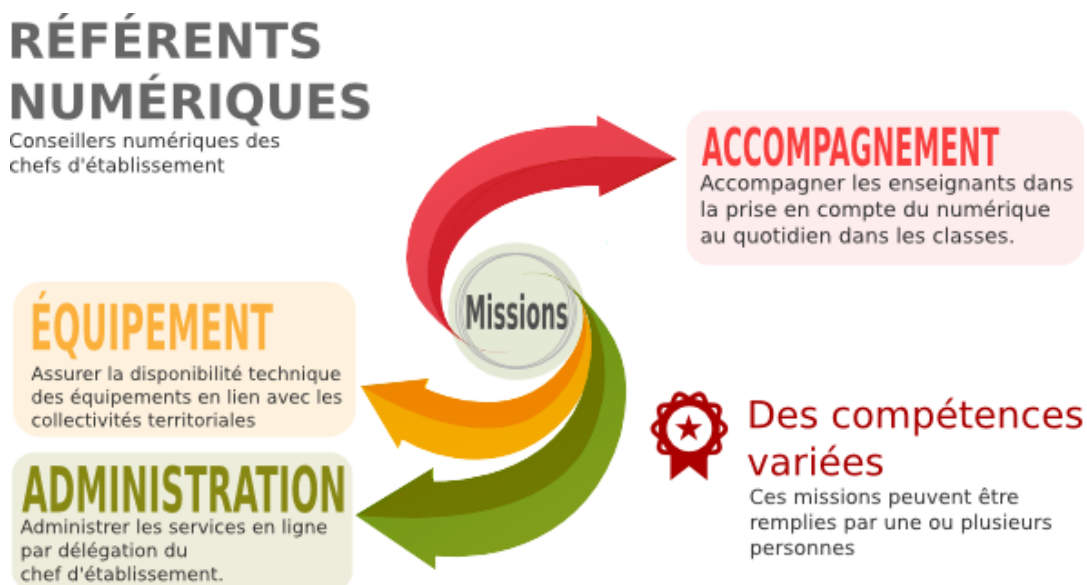 RÉFÉRENTS
NUMÉRIQUES
Conseillers numériques des
chefs d'établissement
ACCOMPAGNEMENT
Accompagner les enseignants dans
la prise en compte du numérique
au quotidien dans les classes.
Missions
ÉQUIPEMENT
Assurer la disponibilité technique
des équipements en lien avec les
collectivités territoriales
ADMINISTRATION
Administrer les services en ligne
par délégation du
chef d'établissement.
Des compétences
variées
Ces missions peuvent être
remplies par une ou plusieurs
personnes